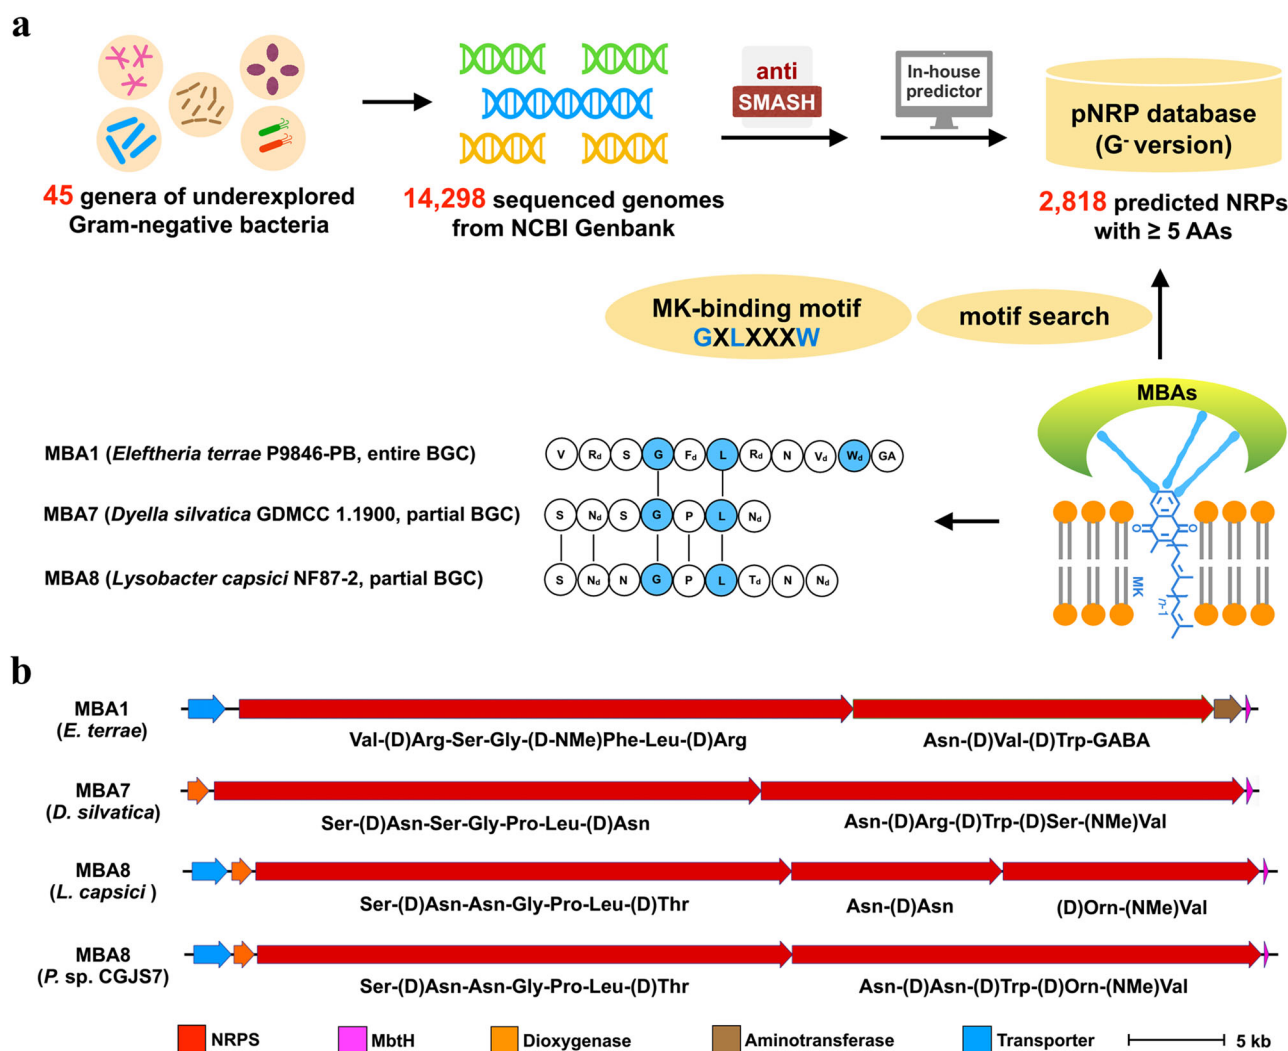 a
anti
SMASH
In-house
predictor
pNRP database
(G- version)
45 genera of underexplored
Gram-negative bacteria
14,298 sequenced genomes
from NCBI Genbank
2,818 predicted NRPs
with ≥ 5 AAs
MK-binding motif
GXLXXXW
motif search
MBAs
MBA1 (Eleftheria terrae P9846-PB, entire BGC)
V Rd S G Fd L Rd N Vd Wd GA
MBA7 (Dyella silvatica GDMCC 1.1900, partial BGC)
S Nd S G P L Nd
MBA8 (Lysobacter capsici NF87-2, partial BGC)
S Nd N G P L Td N Nd
O O
MK
n-1
b
MBA1
(E. terrae)
Val-(D)Arg-Ser-Gly-(D-NMe)Phe-Leu-(D)Arg
Asn-(D)Val-(D)Trp-GABA
MBA7
(D. silvatica)
Ser-(D)Asn-Ser-Gly-Pro-Leu-(D)Asn
Asn-(D)Arg-(D)Trp-(D)Ser-(NMe)Val
MBA8
(L. capsici )
Ser-(D)Asn-Asn-Gly-Pro-Leu-(D)Thr
Asn-(D)Asn
(D)Orn-(NMe)Val
MBA8
(P. sp. CGJS7)
Ser-(D)Asn-Asn-Gly-Pro-Leu-(D)Thr
Asn-(D)Asn-(D)Trp-(D)Orn-(NMe)Val
NRPS
MbtH
Dioxygenase
Aminotransferase
Transporter
5 kb